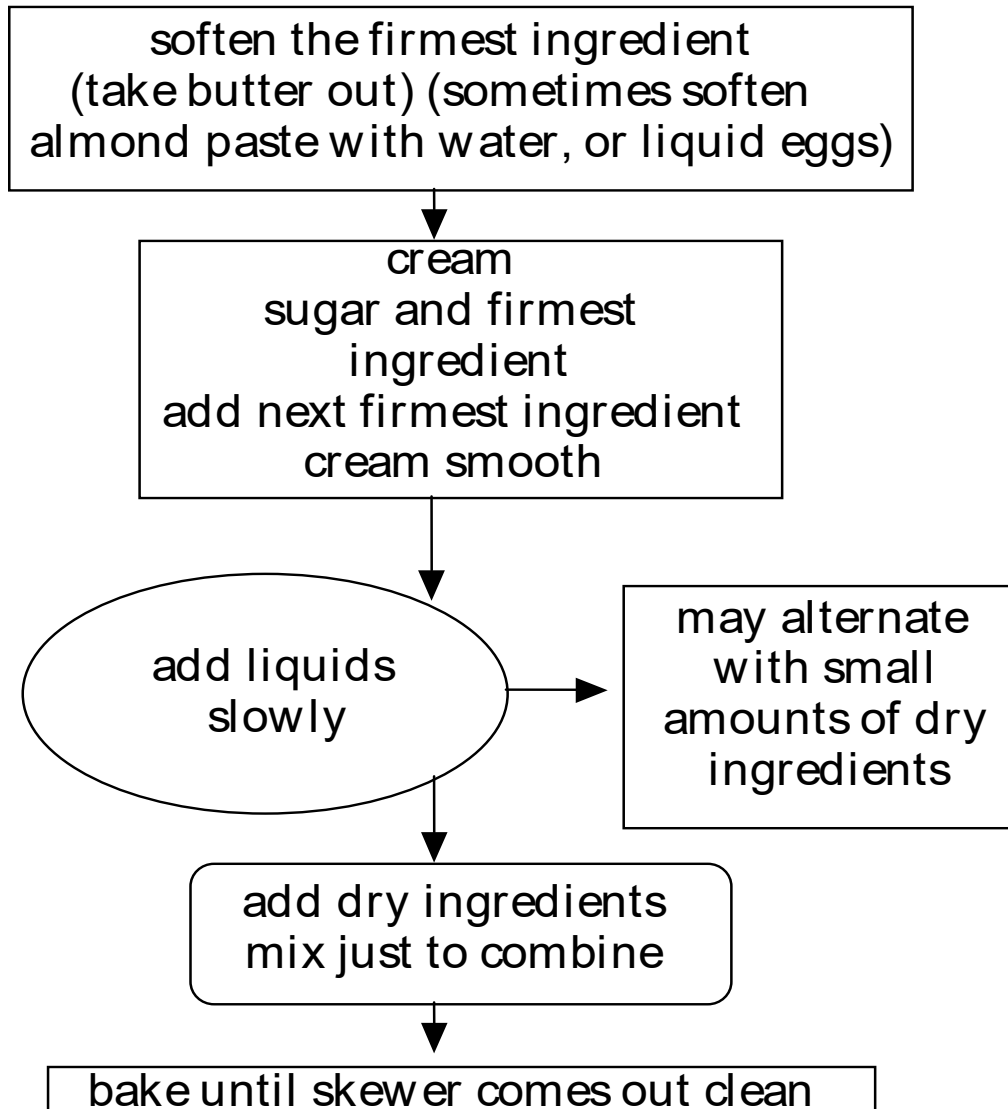 soften the firmest ingredient
(take butter out) (sometimes soften
almond paste with water, or liquid eggs)
cream
sugar and firmest
ingredient
add next firmest ingredient
cream smooth
add liquids
slowly
may alternate
with small
amounts of dry
ingredients
add dry ingredients
mix just to combine
bake until skewer comes out clean